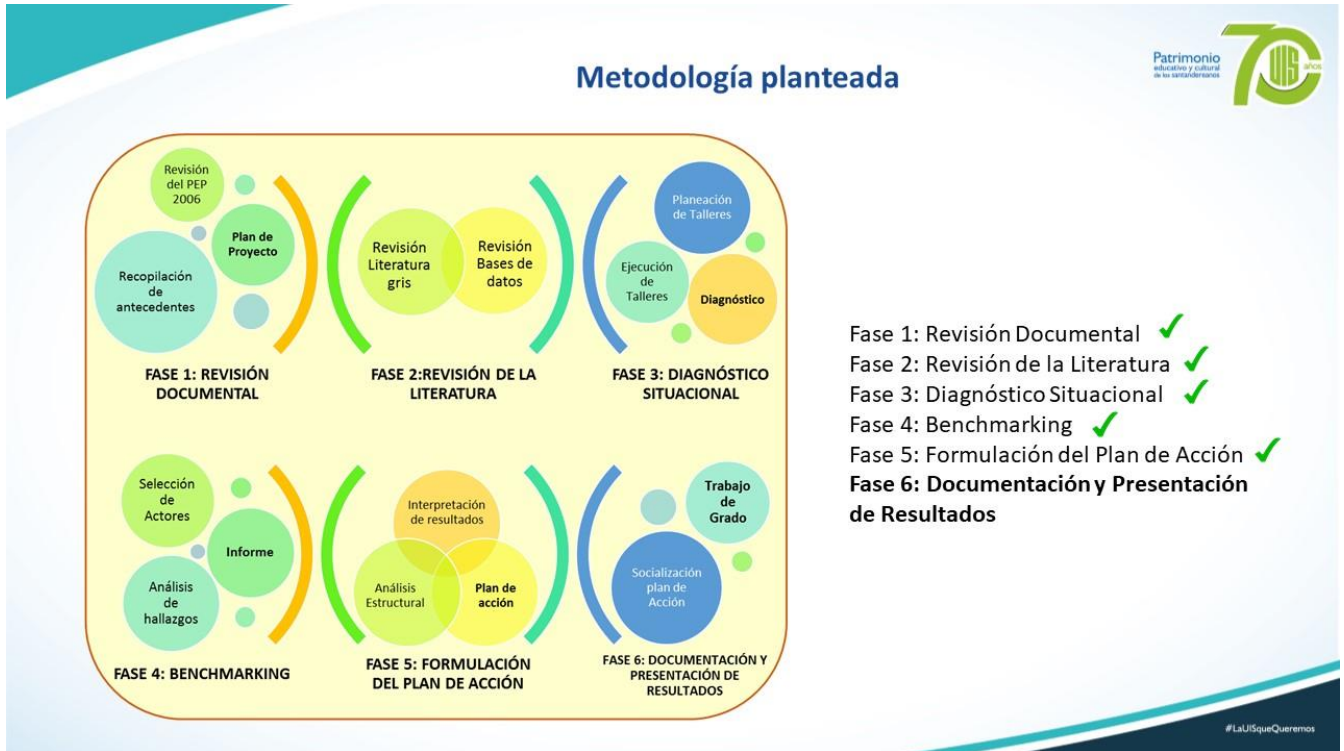 Metodología planteada
Patrimonio
educativo y cultural
de los santandereanos
70
UIS
años
Revisión
del PEP
2006
Plan de
Proyecto
Recopilación
de
antecedentes
FASE 1: REVISIÓN
DOCUMENTAL
Revisión
Literatura
gris
Revisión
Bases de
datos
FASE 2:REVISIÓN DE LA
LITERATURA
Planeación
de Talleres
Ejecución
de
Talleres
Diagnóstico
FASE 3: DIAGNÓSTICO
SITUACIONAL
Selección
de
Actores
Informe
Análisis
de
hallazgos
FASE 4: BENCHMARKING
Interpretación
de resultados
Análisis
Estructural
Plan de
acción
FASE 5: FORMULACIÓN
DEL PLAN DE ACCIÓN
Trabajo
de
Grado
Socialización
plan de
Acción
FASE 6: DOCUMENTACIÓN Y
PRESENTACIÓN DE
RESULTADOS
Fase 1: Revisión Documental
Fase 2: Revisión de la Literatura
Fase 3: Diagnóstico Situacional
Fase 4: Benchmarking
Fase 5: Formulación del Plan de Acción
Fase 6: Documentación y Presentación
de Resultados
#LaUISqueQueremos